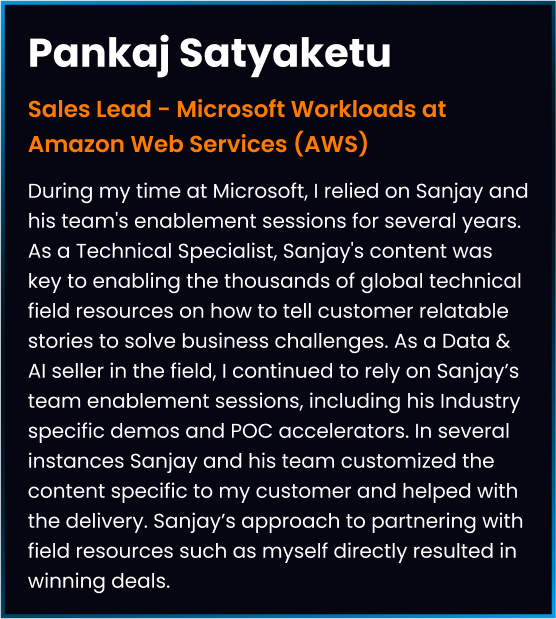 Pankaj Satyaketu
Sales Lead - Microsoft Workloads at
Amazon Web Services (AWS)
During my time at Microsoft, I relied on Sanjay and
his team's enablement sessions for several years.
As a Technical Specialist, Sanjay's content was
key to enabling the thousands of global technical
field resources on how to tell customer relatable
stories to solve business challenges. As a Data &
AI seller in the field, I continued to rely on Sanjay’s
team enablement sessions, including his Industry
specific demos and POC accelerators. In several
instances Sanjay and his team customized the
content specific to my customer and helped with
the delivery. Sanjay’s approach to partnering with
field resources such as myself directly resulted in
winning deals.